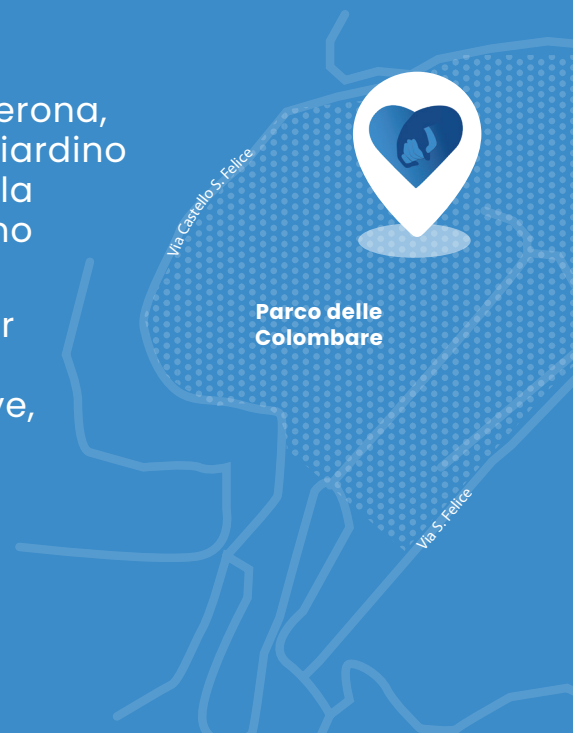 erona,
iardino
la
no
r
ve,
Via Castello S. Felice
Parco delle
Colombare
Via S. Felice